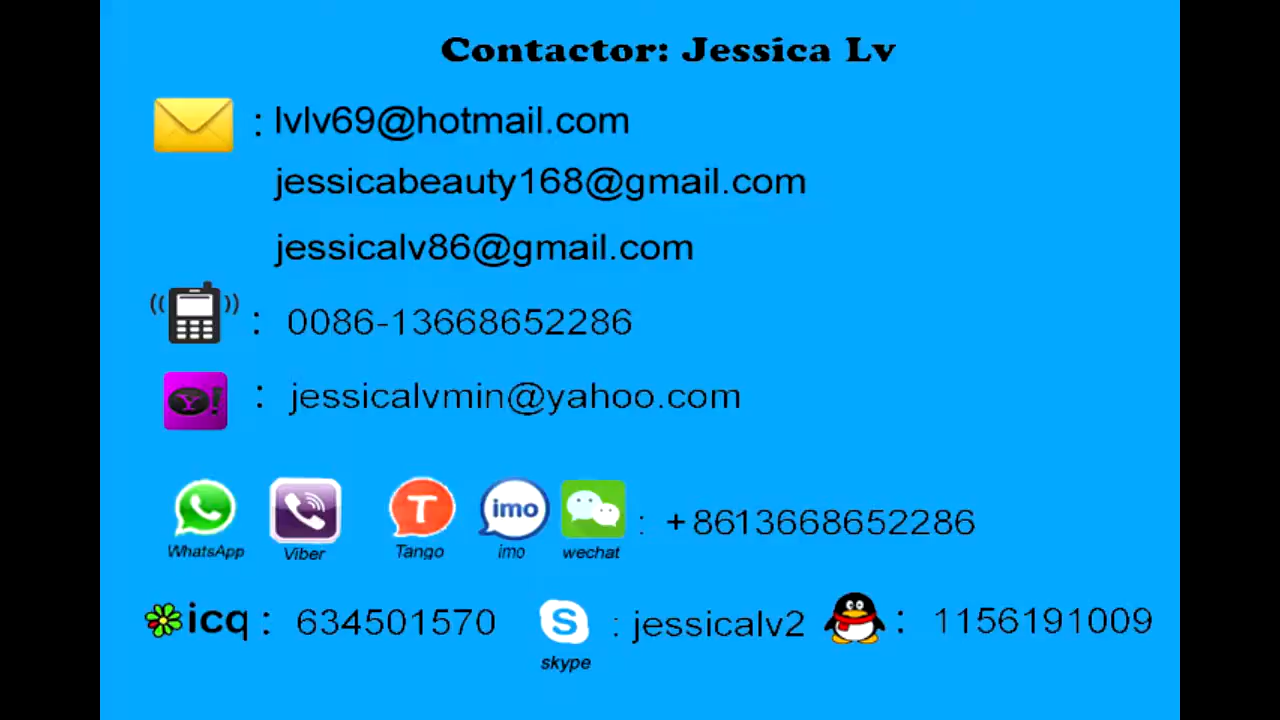 Contactor: Jessica Lv
: lvlv69@hotmail.com
jessicabeauty168@gmail.com
jessicalv86@gmail.com
: 0086-13668652286
Y! : jessicalvmin@yahoo.com
T imo : +8613668652286
WhatsApp Viber Tango imo wechat
icq : 634501570 S : jessicalv2 : 1156191009
skype